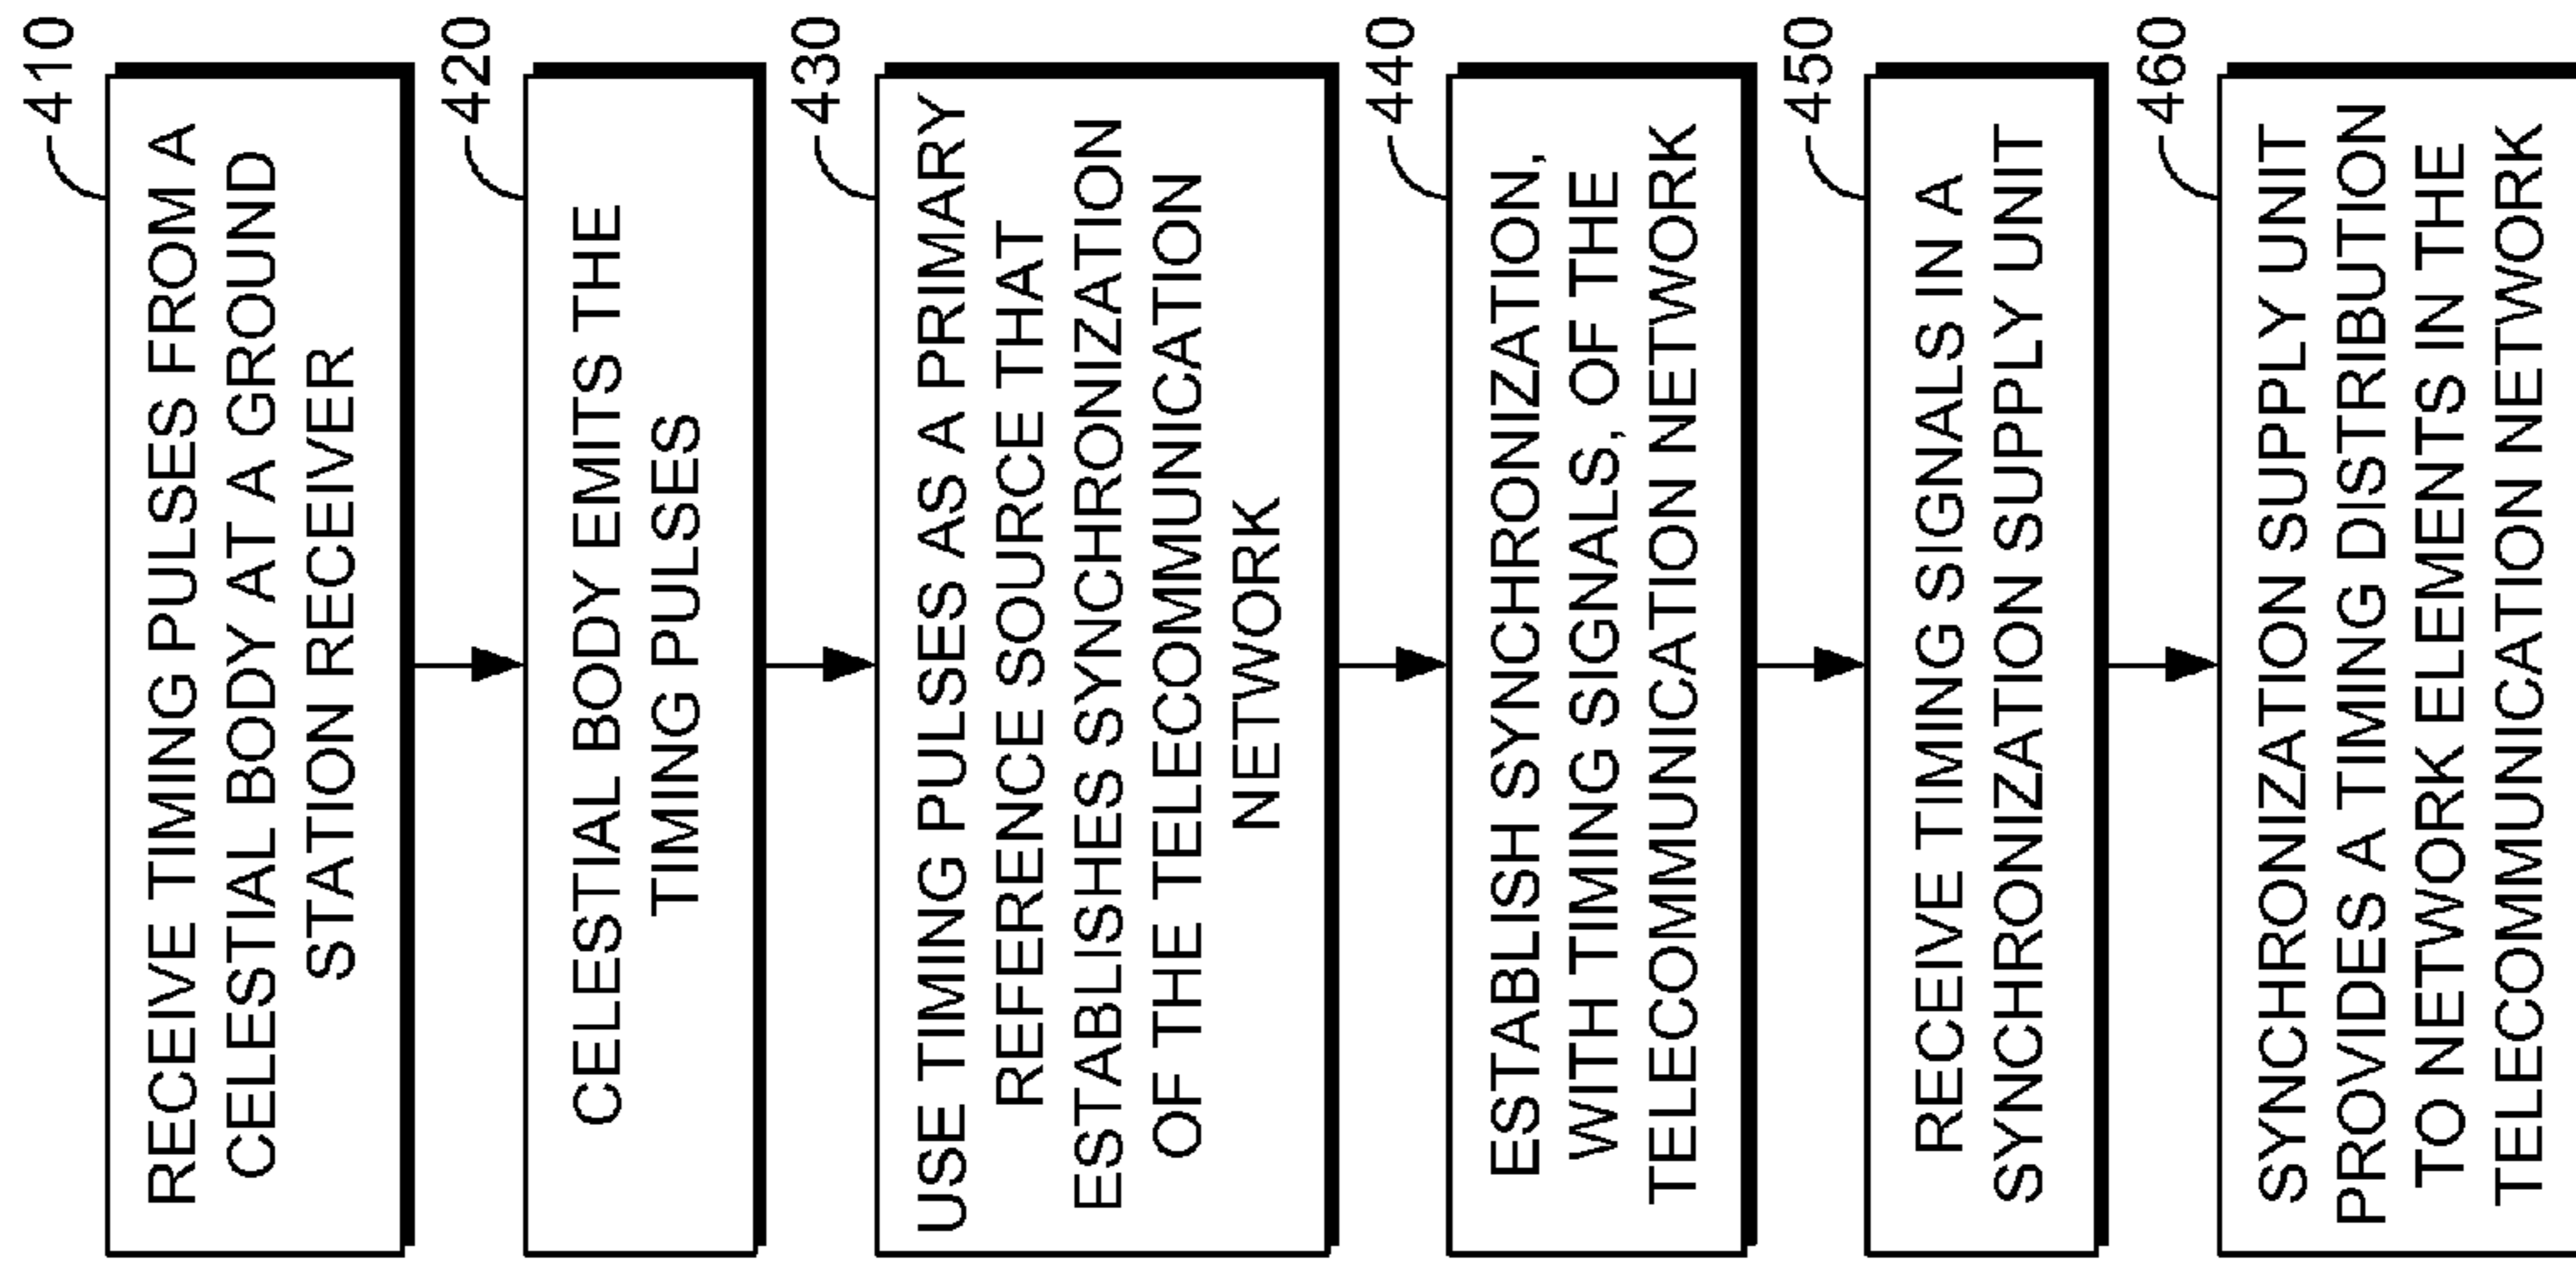 410
RECEIVE TIMING PULSES FROM A
CELESTIAL BODY AT A GROUND
STATION RECEIVER
420
CELESTIAL BODY EMITS THE
TIMING PULSES
430
USE TIMING PULSES AS A PRIMARY
REFERENCE SOURCE THAT
ESTABLISHES SYNCHRONIZATION
OF THE TELECOMMUNICATION
NETWORK
440
ESTABLISH SYNCHRONIZATION,
WITH TIMING SIGNALS, OF THE
TELECOMMUNICATION NETWORK
450
RECEIVE TIMING SIGNALS IN A
SYNCHRONIZATION SUPPLY UNIT
460
SYNCHRONIZATION SUPPLY UNIT
PROVIDES A TIMING DISTRIBUTION
TO NETWORK ELEMENTS IN THE
TELECOMMUNICATION NETWORK